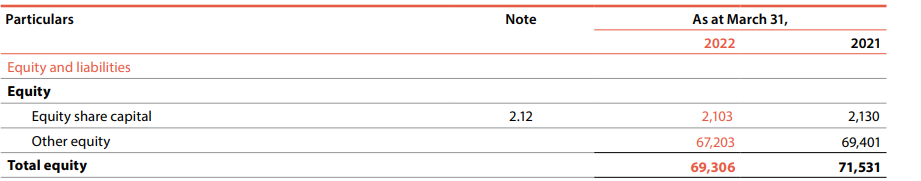 Particulars Note As at March 31,
2022 2021
Equity and liabilities
Equity
Equity share capital 2.12 2,103 2,130
Other equity 67,203 69,401
Total equity 69,306 71,531